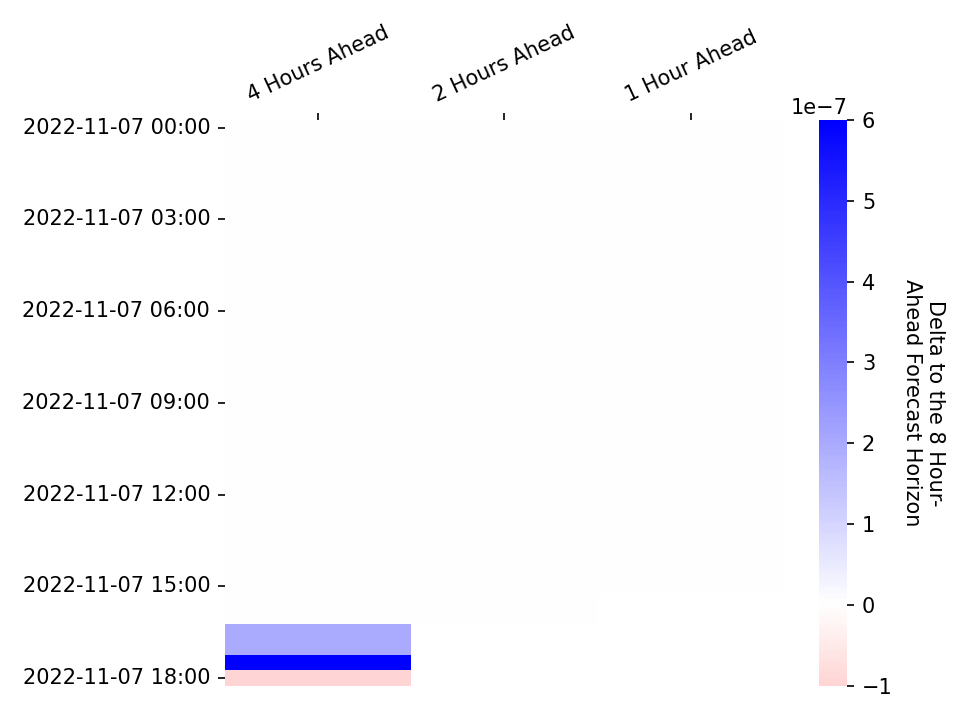 4 Hours Ahead
2 Hours Ahead
1 Hour Ahead
2022-11-07 00:00
2022-11-07 03:00
2022-11-07 06:00
2022-11-07 09:00
2022-11-07 12:00
2022-11-07 15:00
2022-11-07 18:00
1e−7
6
5
4
3
2
1
0
−1
Delta to the 8 Hour-
Ahead Forecast Horizon